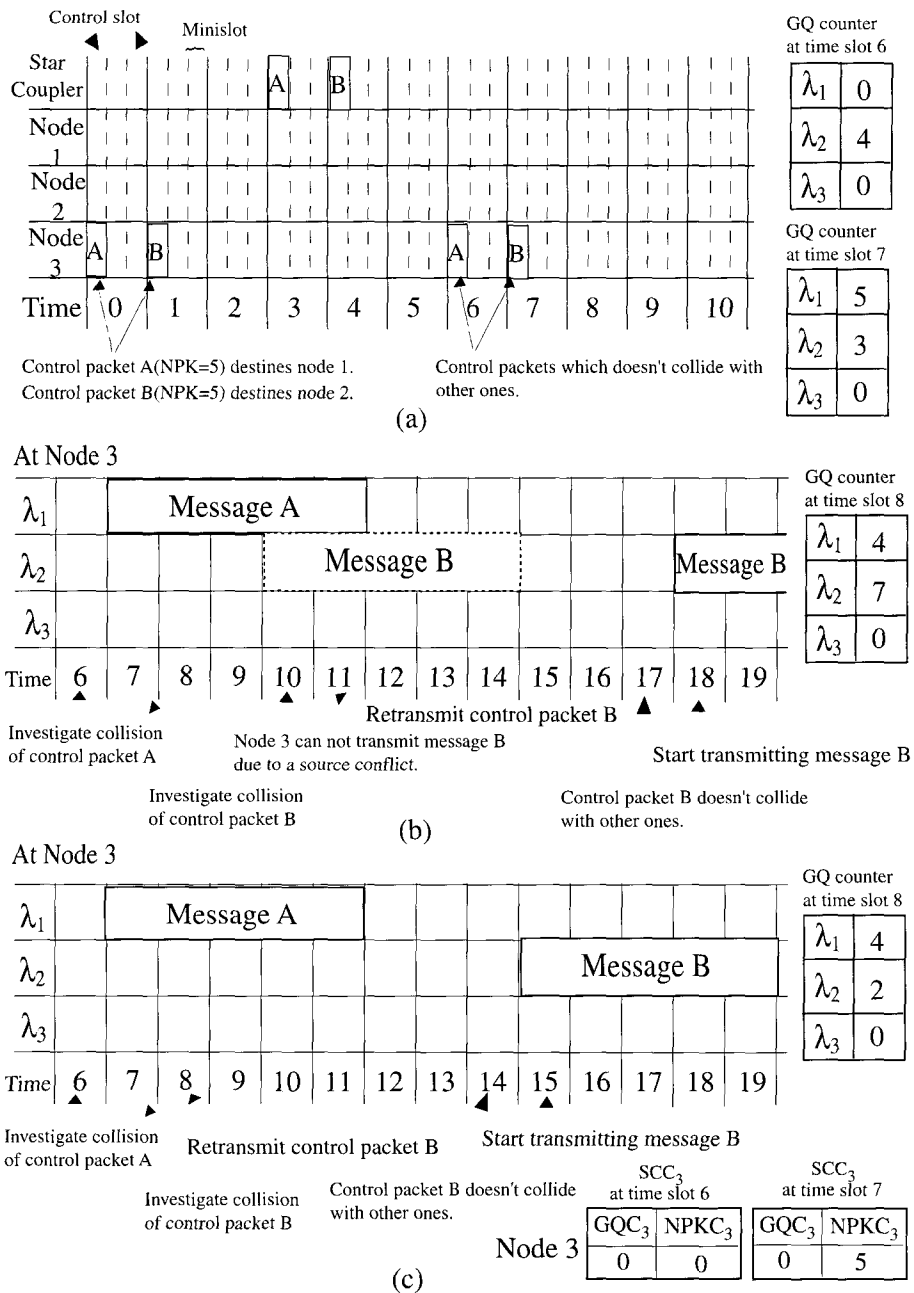 Control slot
Minislot
Star
Coupler
A
B
Node
1
Node
2
Node
3
A
B
A
B
Time 0 1 2 3 4 5 6 7 8 9 10
Control packet A(NPK=5) destines node 1.
Control packet B(NPK=5) destines node 2.
Control packets which doesn't collide with
other ones.
(a)
GQ counter
at time slot 6
λ1 0
λ2 4
λ3 0
GQ counter
at time slot 7
λ1 5
λ2 3
λ3 0
At Node 3
λ1 Message A
λ2 Message B Message B
λ3
Time 6 7 8 9 10 11 12 13 14 15 16 17 18 19
Investigate collision
of control packet A
Node 3 can not transmit message B
due to a source conflict.
Retransmit control packet B
Start transmitting message B
Investigate collision
of control packet B
Control packet B doesn't collide
with other ones.
(b)
GQ counter
at time slot 8
λ1 4
λ2 7
λ3 0
At Node 3
λ1 Message A
λ2 Message B
λ3
Time 6 7 8 9 10 11 12 13 14 15 16 17 18 19
Investigate collision
of control packet A
Retransmit control packet B
Start transmitting message B
Investigate collision
of control packet B
Control packet B doesn't collide
with other ones.
GQ counter
at time slot 8
λ1 4
λ2 2
λ3 0
SCC3
at time slot 6
SCC3
at time slot 7
Node 3
GQC3 NPKC3
0 0
GQC3 NPKC3
0 5
(c)